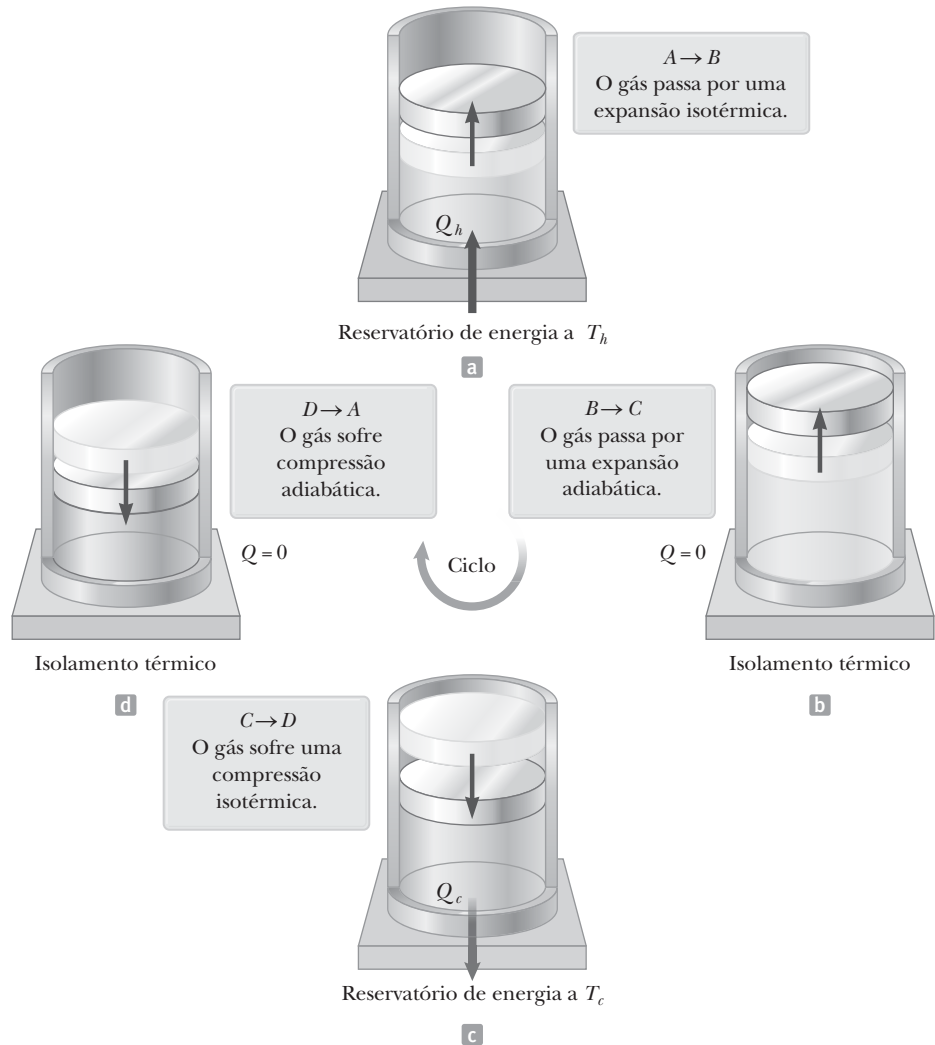 A → B
O gás passa por uma
expansão isotérmica.
Q_h
Reservatório de energia a T_h
a
D → A
O gás sofre
compressão
adiabática.
Q = 0
Isolamento térmico
d
Ciclo
B → C
O gás passa por
uma expansão
adiabática.
Q = 0
Isolamento térmico
b
C → D
O gás sofre uma
compressão
isotérmica.
Q_c
Reservatório de energia a T_c
c